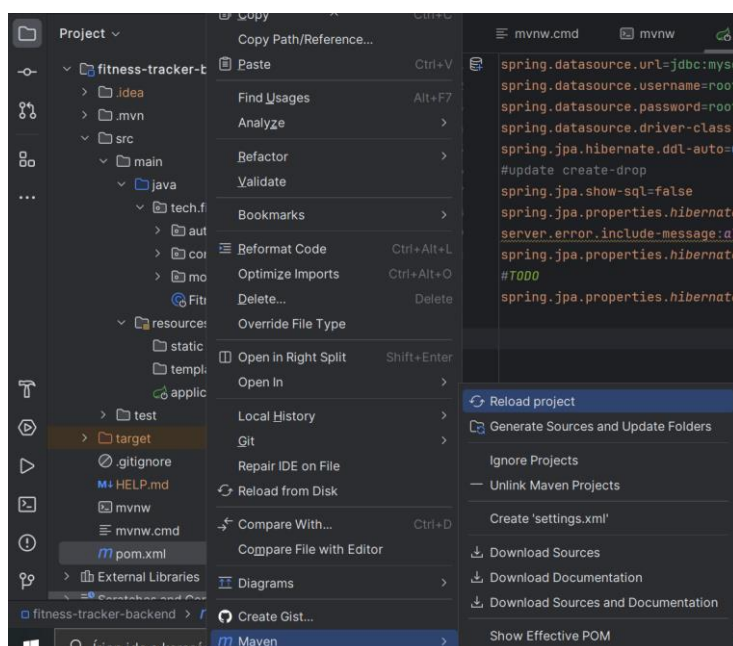 Project
fitness-tracker-b
.idea
.mvn
src
main
java
tech.fi
aut
con
mo
Fitn
resources
static
templa
applic
test
target
.gitignore
HELP.md
mvnw
mvnw.cmd
pom.xml
External Libraries
fitness-tracker-backend
Copy Ctrl+C
Copy Path/Reference...
Paste Ctrl+V
Find Usages Alt+F7
Analyze
Refactor
Validate
Bookmarks
Reformat Code Ctrl+Alt+L
Optimize Imports Ctrl+Alt+O
Delete... Delete
Override File Type
Open in Right Split Shift+Enter
Open In
Local History
Git
Repair IDE on File
Reload from Disk
Compare With... Ctrl+D
Compare File with Editor
Diagrams
Create Gist...
Maven
Reload project
Generate Sources and Update Folders
Ignore Projects
Unlink Maven Projects
Create 'settings.xml'
Download Sources
Download Documentation
Download Sources and Documentation
Show Effective POM
mvnw.cmd mvnw
spring.datasource.url=jdbc:mys
spring.datasource.username=roo
spring.datasource.password=roo
spring.datasource.driver-class
spring.jpa.hibernate.ddl-auto=
#update create-drop
spring.jpa.show-sql=false
spring.jpa.properties.hibernat
server.error.include-message:a
spring.jpa.properties.hibernat
#TODO
spring.jpa.properties.hibernat